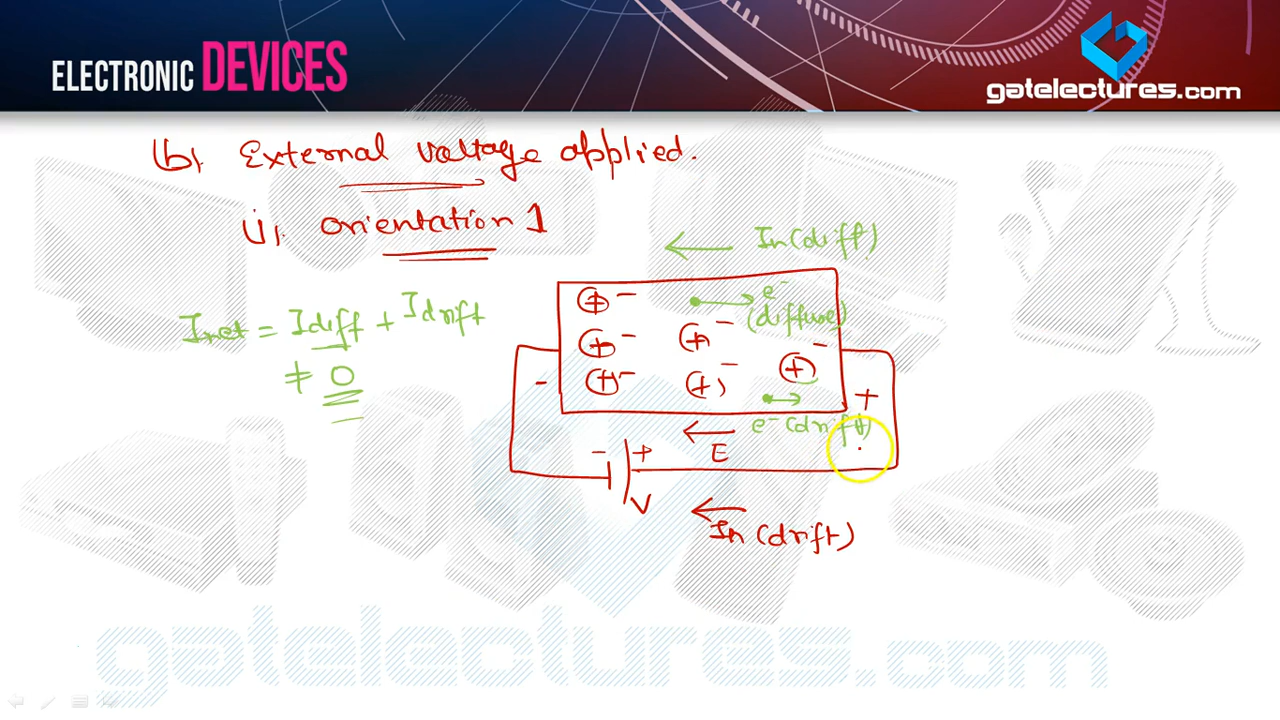 ELECTRONIC DEVICES
gatelectures.com
(b). External voltage applied.
(i). Orientation 1
← In(diff)
Inet = Idiff + Idrift
≠ 0
⊕ - e-
(diffuse)
⊕ - ⊕ -
⊕ - ⊕ - ⊕ -
- +
e- (drift)
← E
- +
V
← In (drift)
gatelectures.com